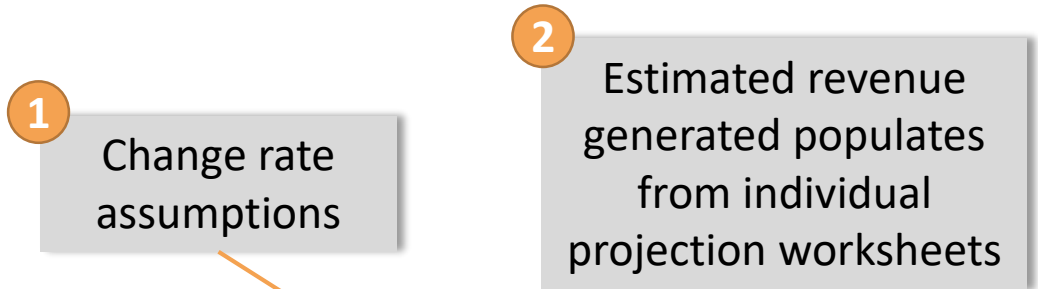 1
Change rate
assumptions
2
Estimated revenue
generated populates
from individual
projection worksheets